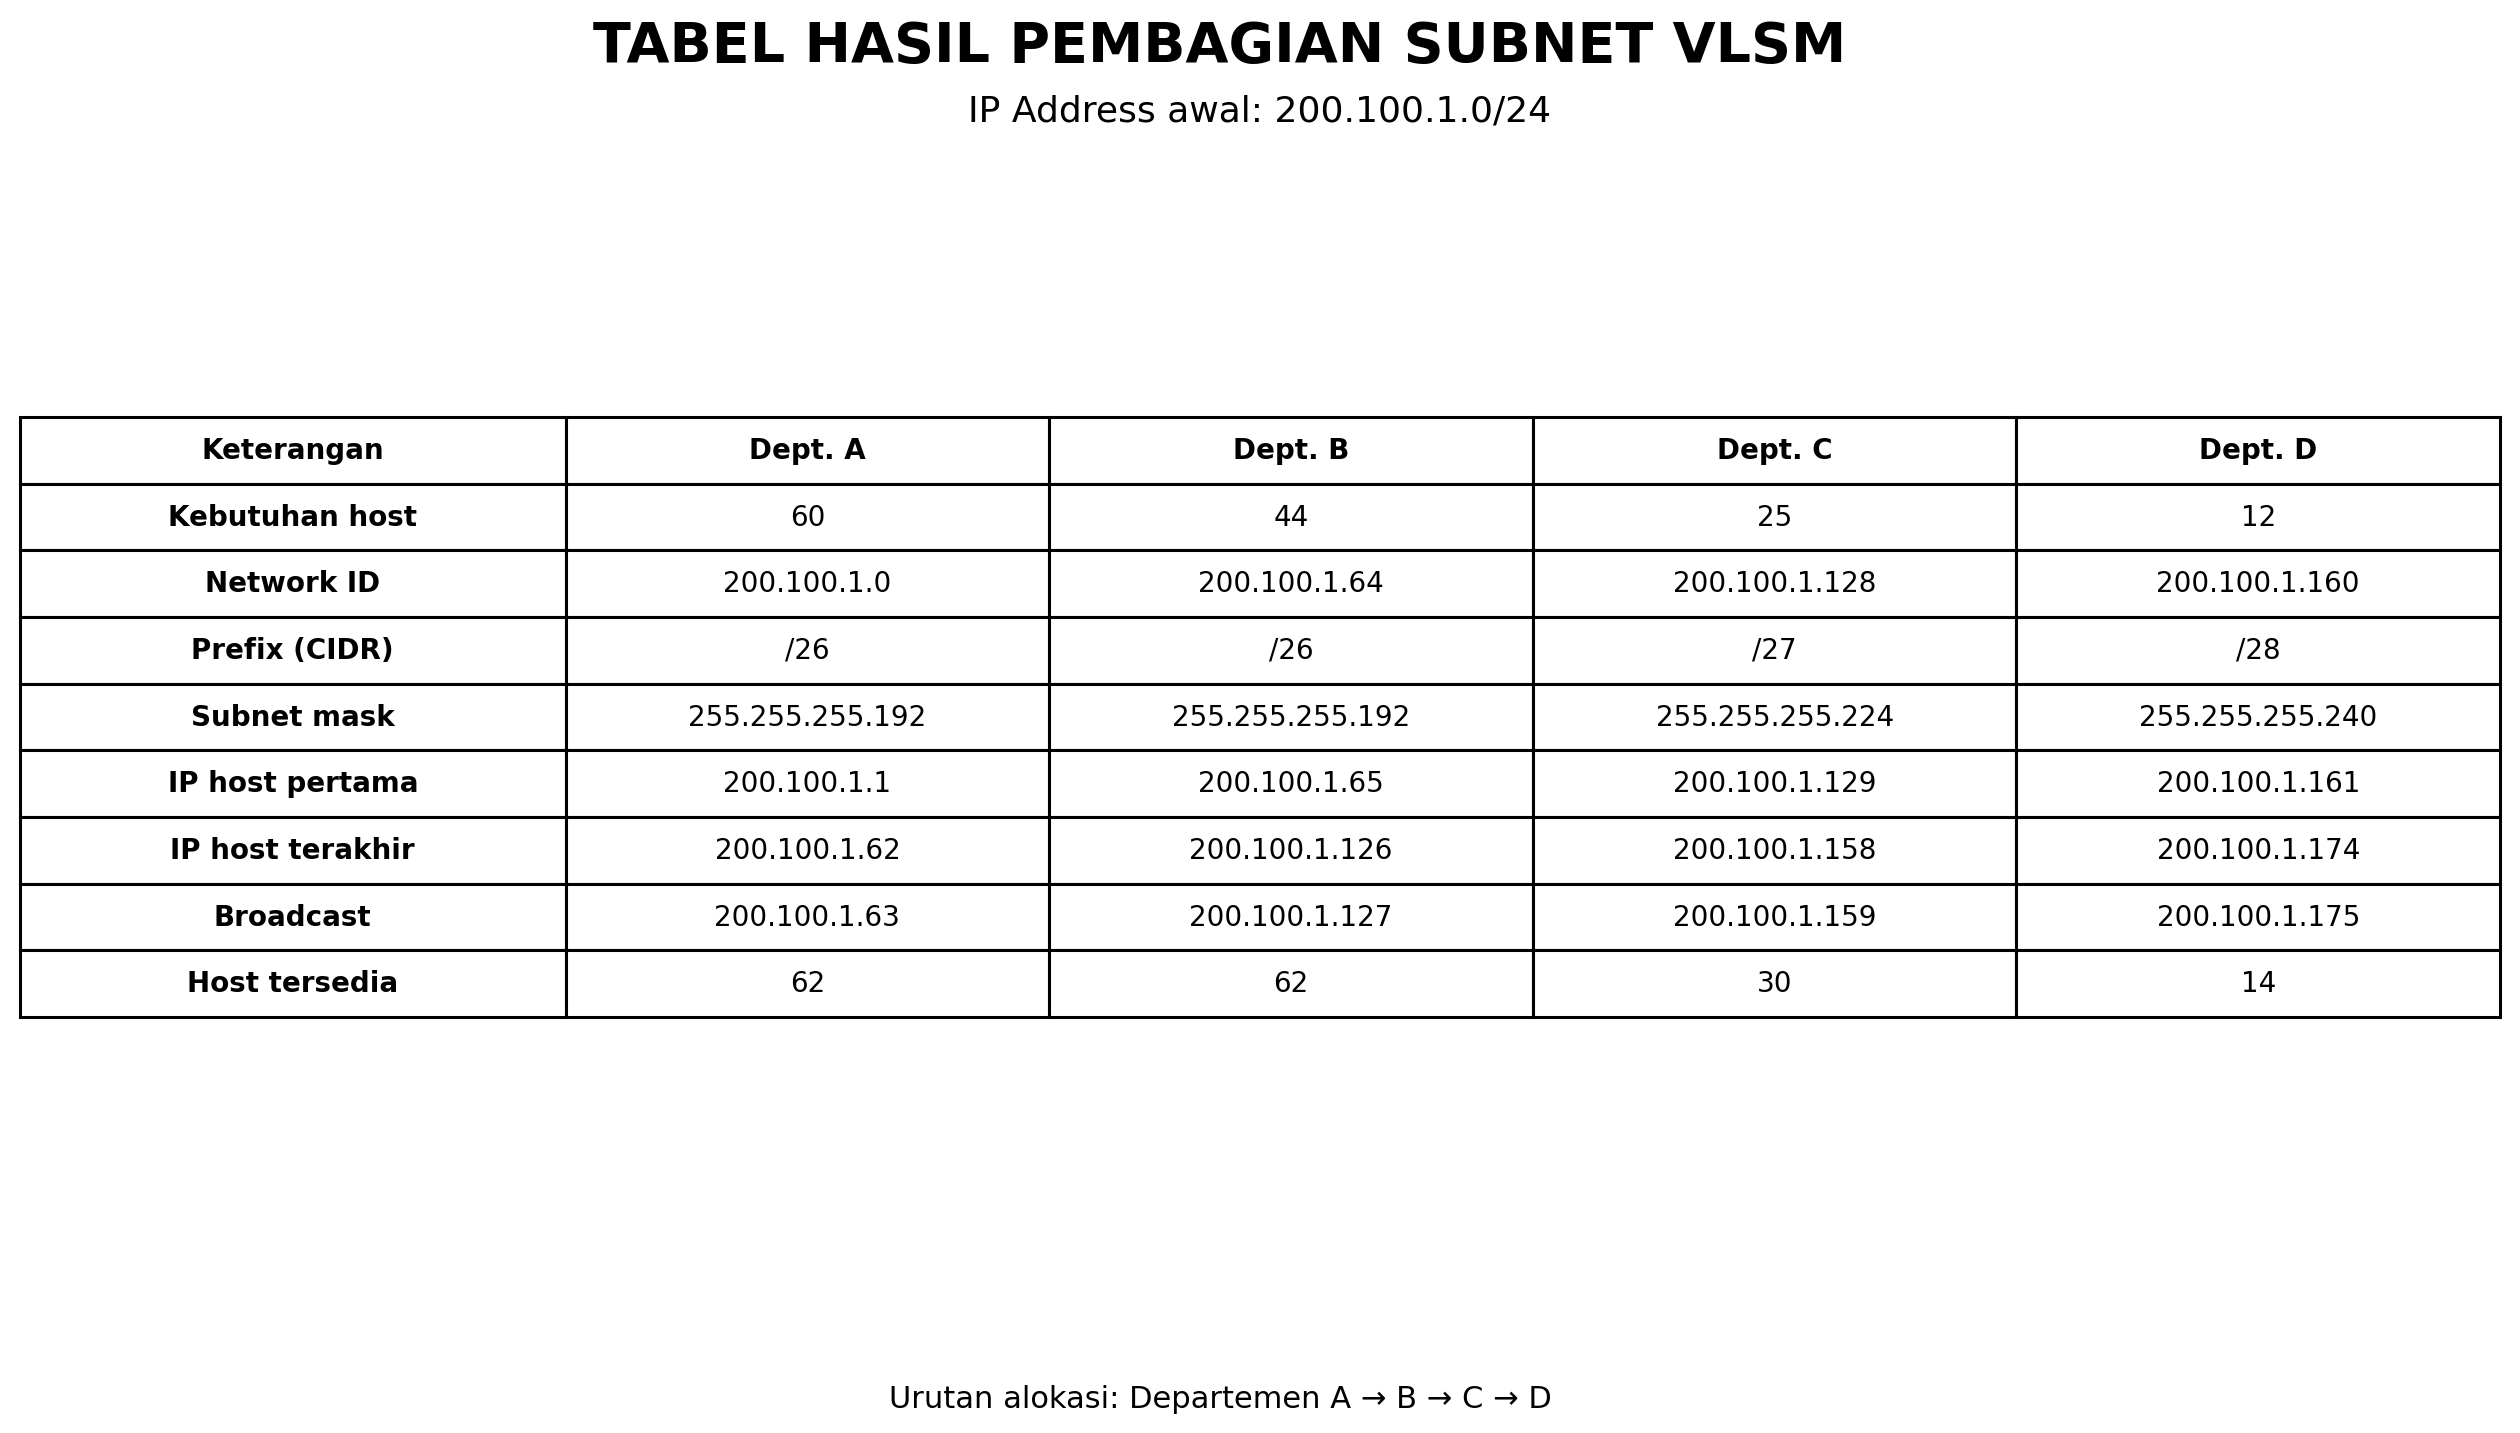 TABEL HASIL PEMBAGIAN SUBNET VLSM
IP Address awal: 200.100.1.0/24
Keterangan Dept. A Dept. B Dept. C Dept. D
Kebutuhan host 60 44 25 12
Network ID 200.100.1.0 200.100.1.64 200.100.1.128 200.100.1.160
Prefix (CIDR) /26 /26 /27 /28
Subnet mask 255.255.255.192 255.255.255.192 255.255.255.224 255.255.255.240
IP host pertama 200.100.1.1 200.100.1.65 200.100.1.129 200.100.1.161
IP host terakhir 200.100.1.62 200.100.1.126 200.100.1.158 200.100.1.174
Broadcast 200.100.1.63 200.100.1.127 200.100.1.159 200.100.1.175
Host tersedia 62 62 30 14
Urutan alokasi: Departemen A → B → C → D